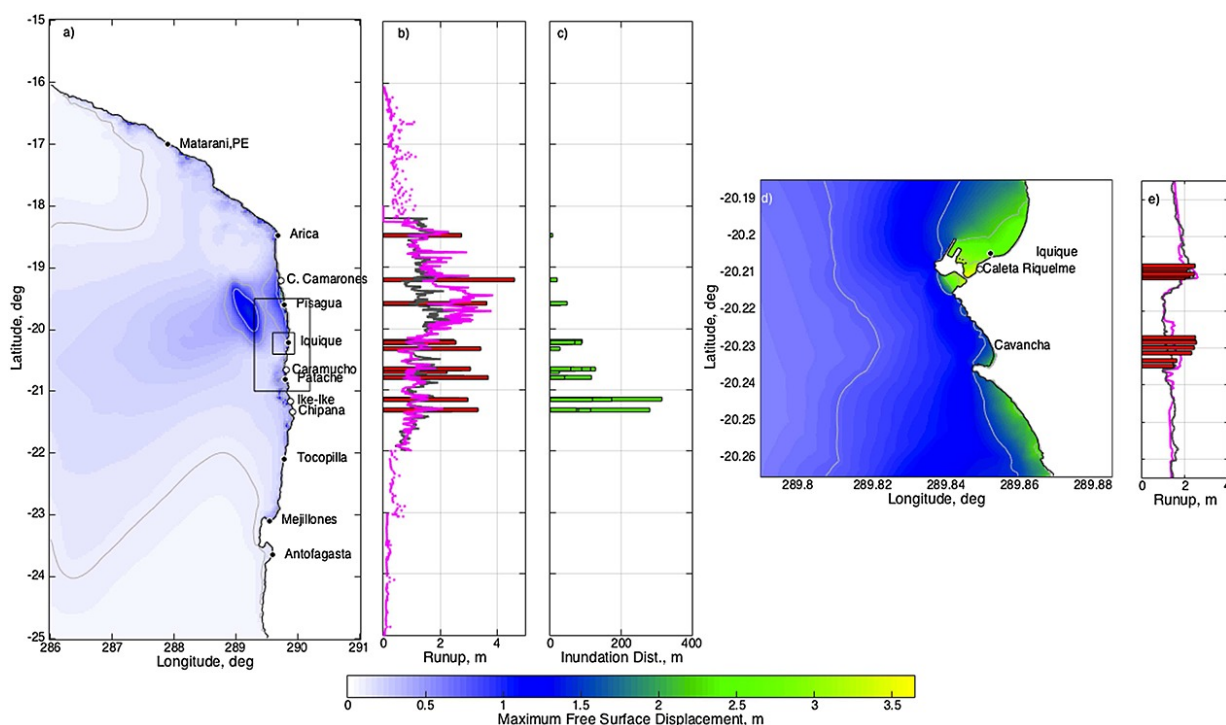 a)
b)
c)
-15
-16
-17
-18
-19
-20
-21
-22
-23
-24
-25
Latitude, deg
Matarani,PE
Arica
C. Camarones
Pisagua
Iquique
Caramucho
Patache
Ike-Ike
Chipana
Tocopilla
Mejillones
Antofagasta
286 287 288 289 290 291
Longitude, deg
0 2 4
Runup, m
0 200 400
Inundation Dist., m
d)
-20.19
-20.2
-20.21
-20.22
-20.23
-20.24
-20.25
-20.26
Latitude, deg
Iquique
Caleta Riquelme
Cavancha
289.8 289.82 289.84 289.86 289.88
Longitude, deg
e)
0 2 4
Runup, m
0 0.5 1 1.5 2 2.5 3 3.5
Maximum Free Surface Displacement, m